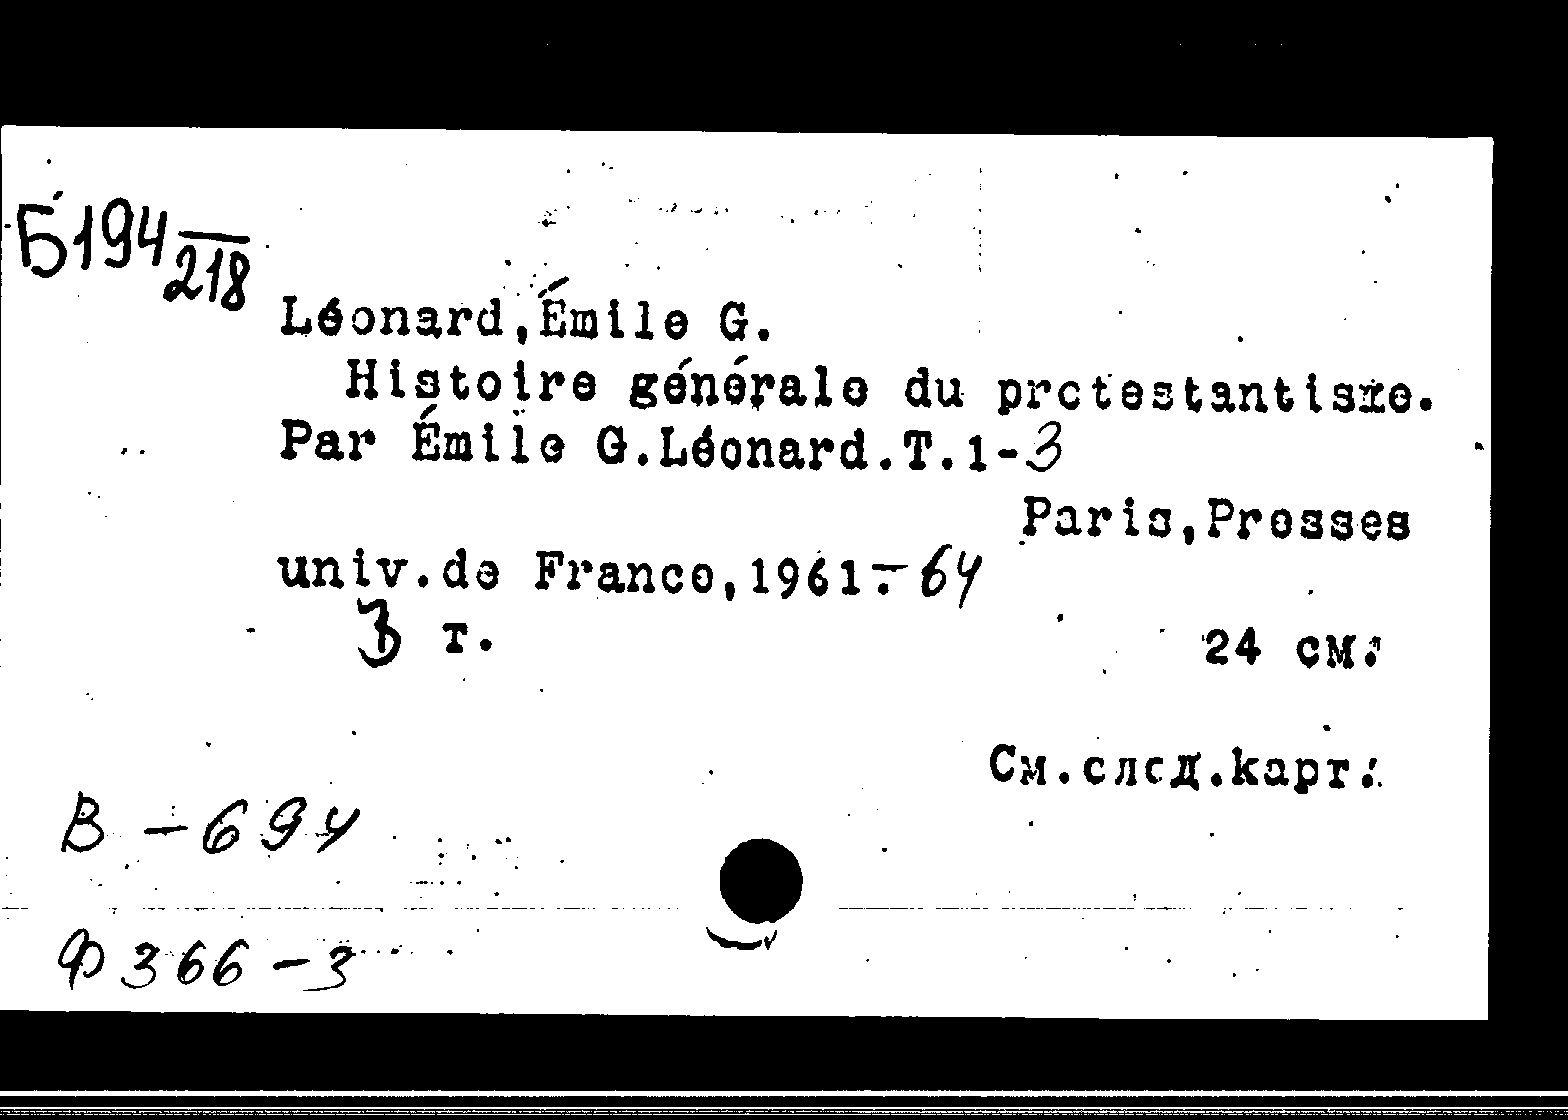 Б194
218
Léonard, Émile G.
Histoire générale du protestantisme.
Par Émile G. Léonard. T. 1-3
Paris, Presses
univ. de France, 1961.-64
3 т.
24 см.
См. след. карт.
В - 694
Ф 366 - 3